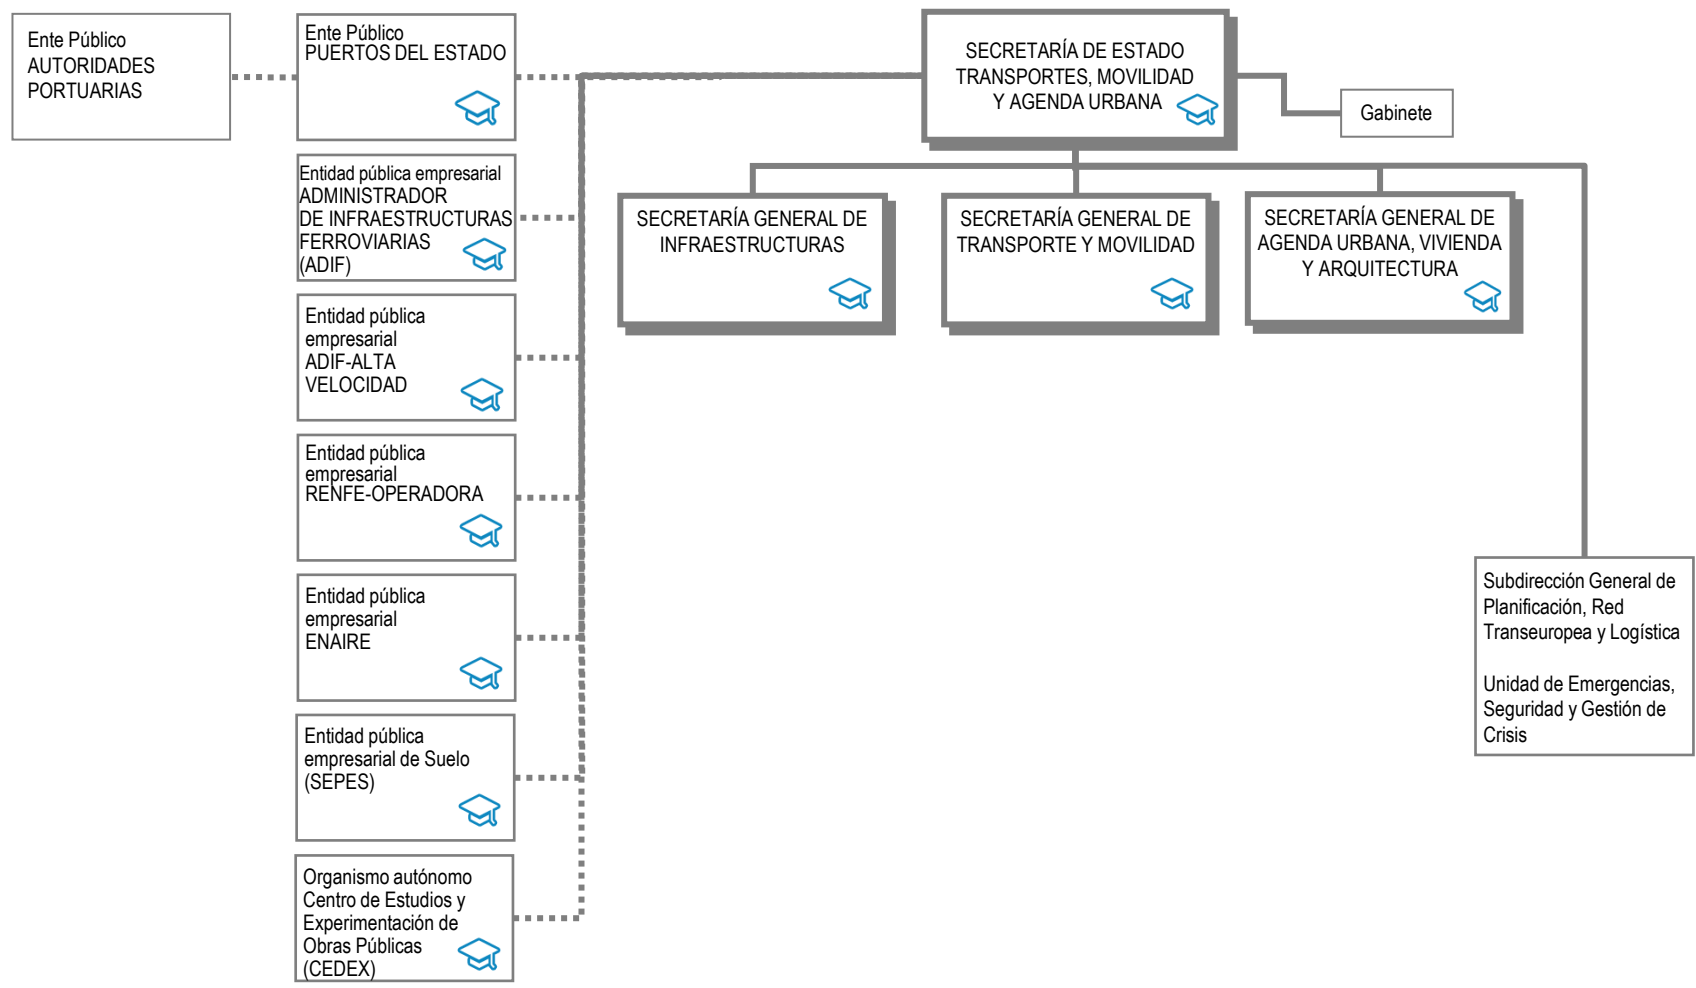 Ente Público
AUTORIDADES
PORTUARIAS
Ente Público
PUERTOS DEL ESTADO
SECRETARÍA DE ESTADO
TRANSPORTES, MOVILIDAD
Y AGENDA URBANA
Gabinete
Entidad pública empresarial
ADMINISTRADOR
DE INFRAESTRUCTURAS
FERROVIARIAS
(ADIF)
SECRETARÍA GENERAL DE
INFRAESTRUCTURAS
SECRETARÍA GENERAL DE
TRANSPORTE Y MOVILIDAD
SECRETARÍA GENERAL DE
AGENDA URBANA, VIVIENDA
Y ARQUITECTURA
Entidad pública
empresarial
ADIF-ALTA
VELOCIDAD
Entidad pública
empresarial
RENFE-OPERADORA
Entidad pública
empresarial
ENAIRE
Subdirección General de
Planificación, Red
Transeuropea y Logística
Unidad de Emergencias,
Seguridad y Gestión de
Crisis
Entidad pública
empresarial de Suelo
(SEPES)
Organismo autónomo
Centro de Estudios y
Experimentación de
Obras Públicas
(CEDEX)